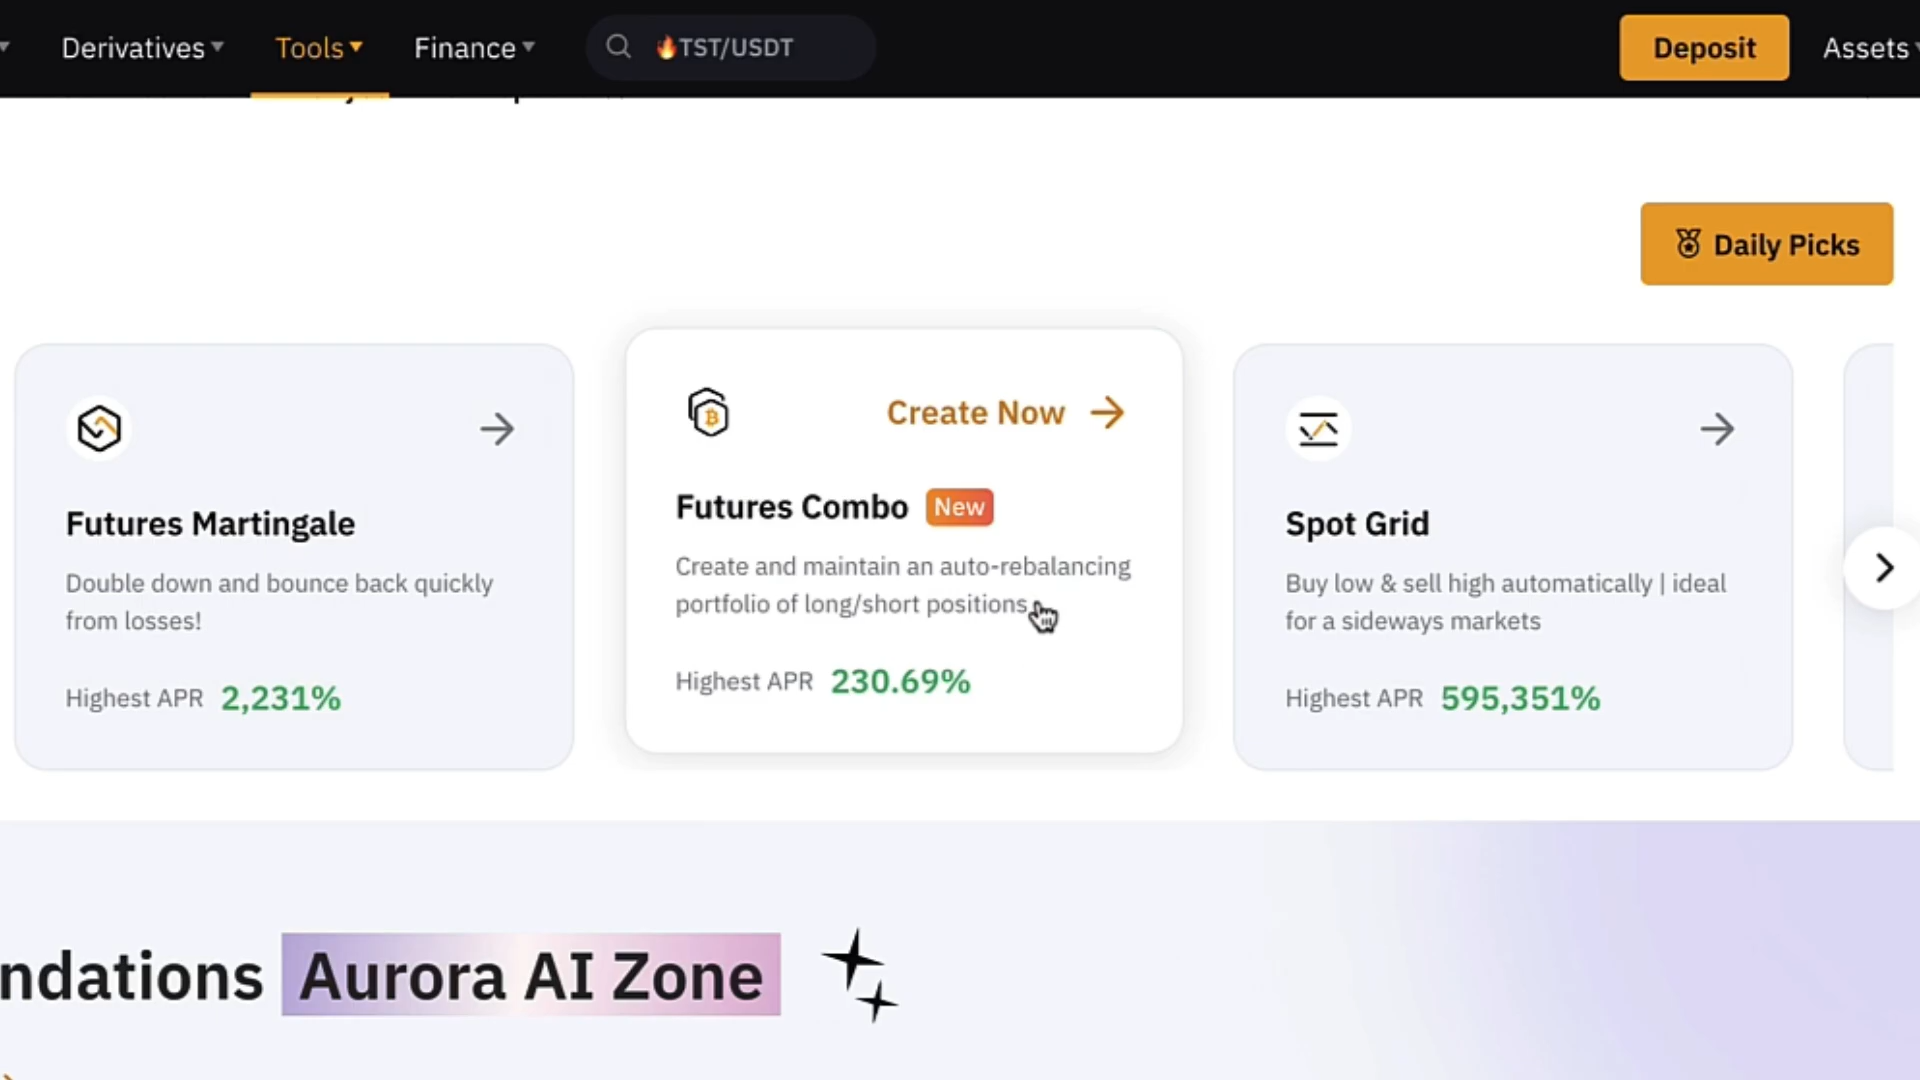 Derivatives
Tools
Finance
TST/USDT
Deposit
Assets
Daily Picks
Futures Martingale
Double down and bounce back quickly
from losses!
Highest APR 2,231%
Create Now
Futures Combo New
Create and maintain an auto-rebalancing
portfolio of long/short positions
Highest APR 230.69%
Spot Grid
Buy low & sell high automatically | ideal
for a sideways markets
Highest APR 595,351%
ndations Aurora AI Zone